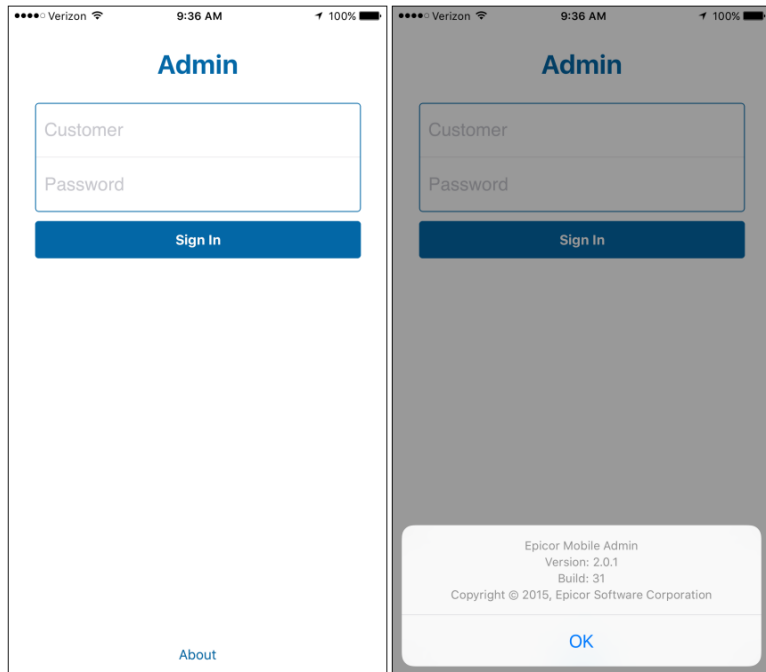 Verizon 9:36 AM 100%
Admin
Customer
Password
Sign In
About
Verizon 9:36 AM 100%
Admin
Customer
Password
Sign In
Epicor Mobile Admin
Version: 2.0.1
Build: 31
Copyright © 2015, Epicor Software Corporation
OK